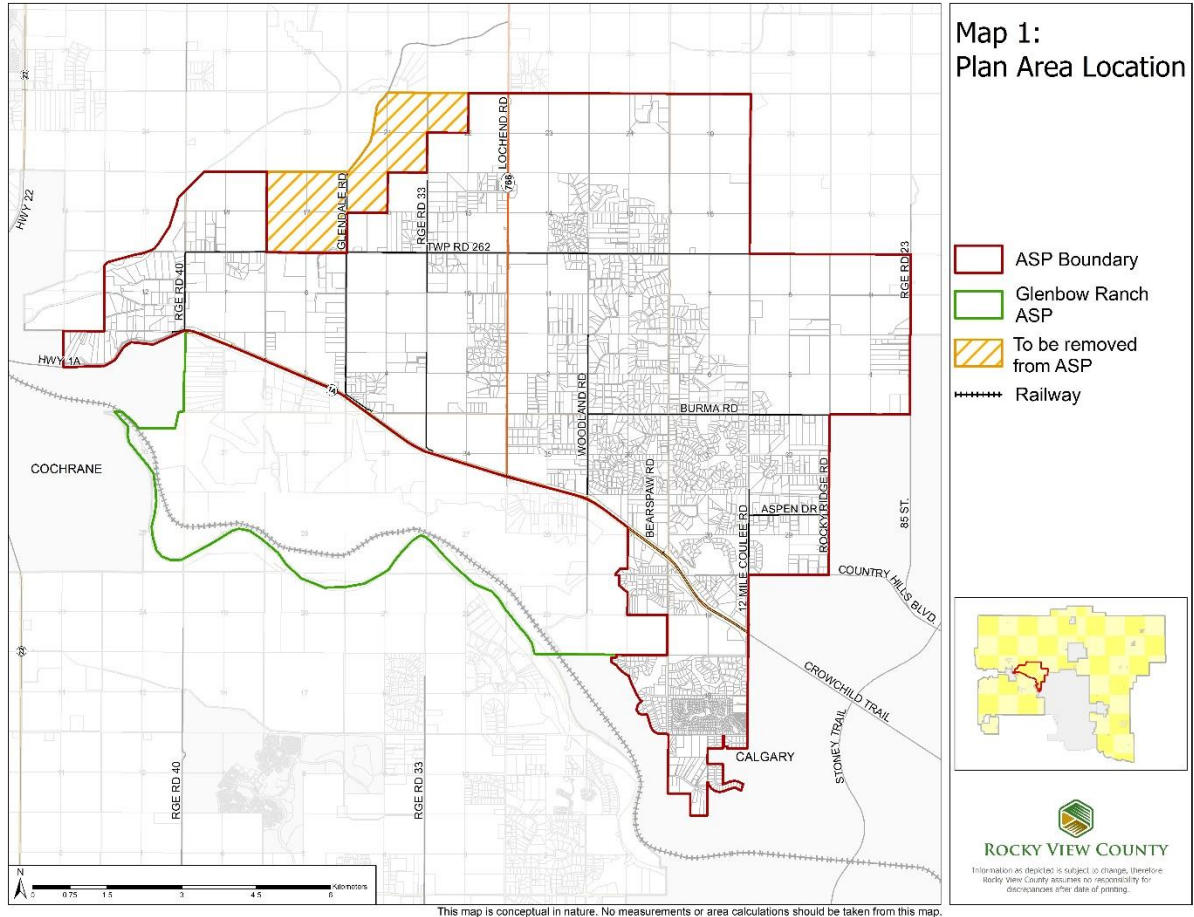 Map 1:
Plan Area Location
ASP Boundary
Glenbow Ranch
ASP
To be removed
from ASP
Railway
HWY 22
GLENDALE RD
RGE RD 33
LOCHEND RD
766
TWP RD 262
RGE RD 40
RGE RD 23
HWY 1A
1A
BURMA RD
WOODLAND RD
BEARSPAW RD
12 MILE COULEE RD
ASPEN DR
ROCKY RIDGE RD
85 ST.
COCHRANE
COUNTRY HILLS BLVD.
CROWCHILD TRAIL
STONEY TRAIL
CALGARY
RGE RD 40
RGE RD 33
22
22
N
0 0.75 1.5 3 4.5 6
Kilometers
ROCKY VIEW COUNTY
Information as depicted is subject to change, therefore
Rocky View County assumes no responsibility for
discrepancies after date of printing.
This map is conceptual in nature. No measurements or area calculations should be taken from this map.